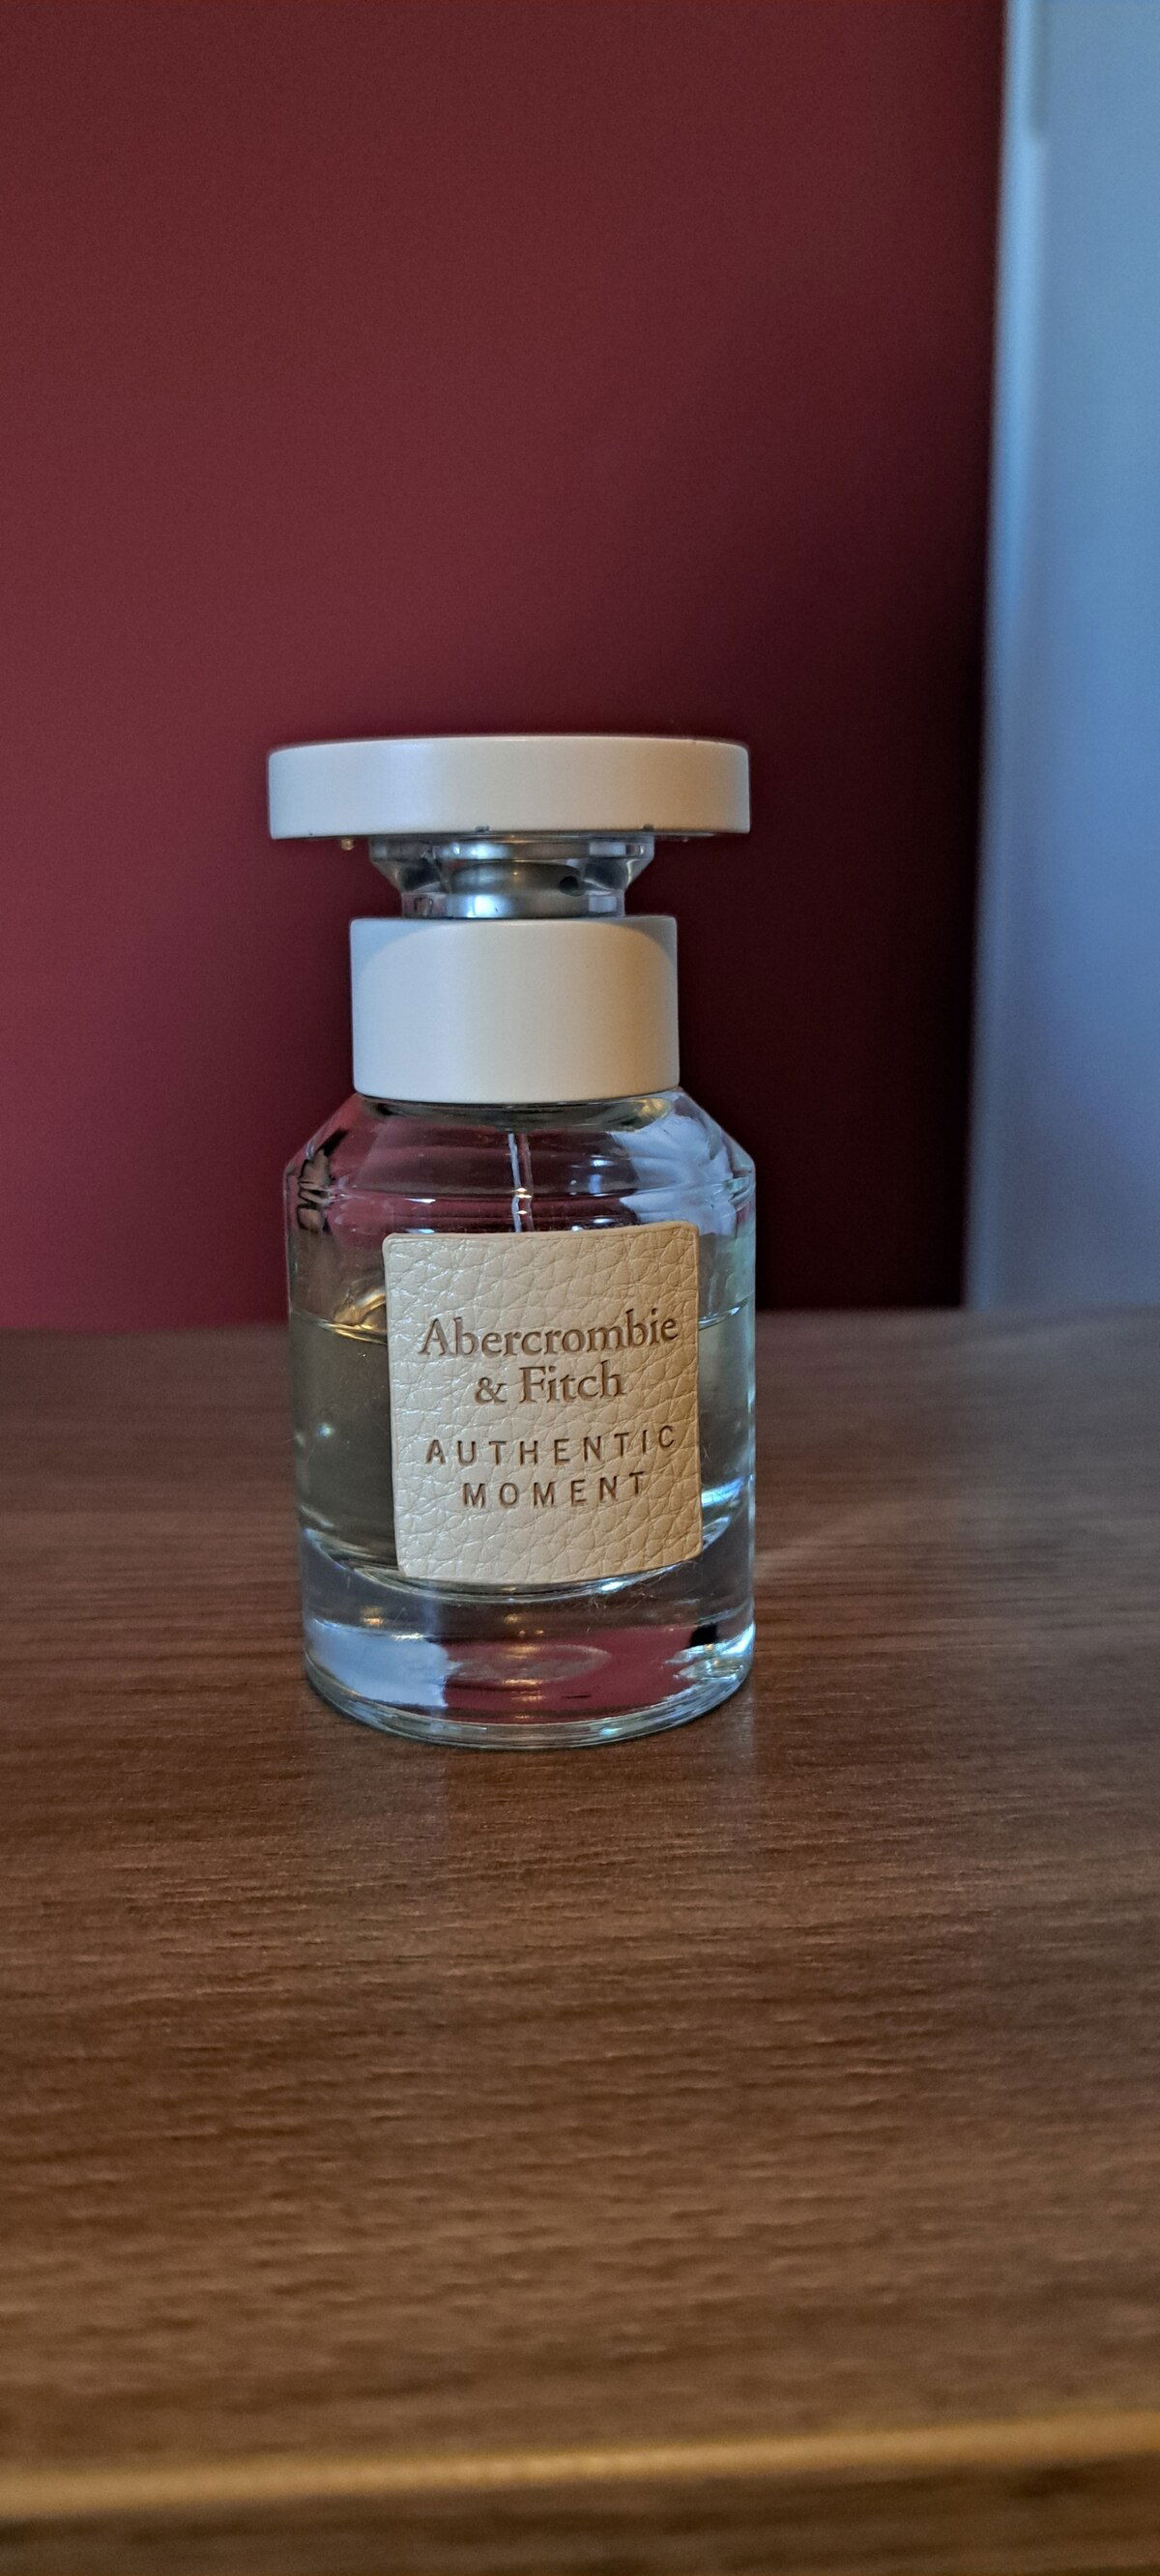 Abercrombie
& Fitch
AUTHENTIC
MOMENT